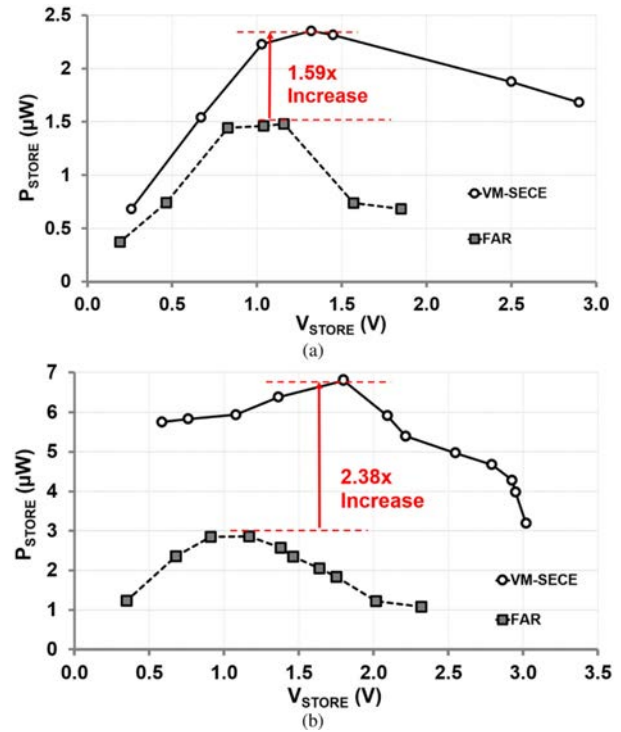 2.5
2
1.5
1
0.5
0
P_STORE (µW)
1.59x
Increase
VM-SECE
FAR
0.0 0.5 1.0 1.5 2.0 2.5 3.0
V_STORE (V)
(a)
7
6
5
4
3
2
1
0
P_STORE (µW)
2.38x
Increase
VM-SECE
FAR
0.0 0.5 1.0 1.5 2.0 2.5 3.0 3.5
V_STORE (V)
(b)